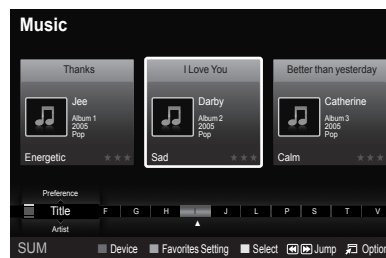 Music
Thanks
Jee
Album 1
2005
Pop
Energetic
I Love You
Darby
Album 2
2005
Pop
Sad
Better than yesterday
Catherine
Album 3
2005
Pop
Calm
Preference
Title F G H J L P S T V
Artist
SUM Device Favorites Setting Select Jump Option